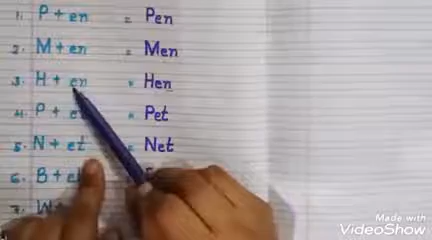 1. P + en = Pen
2. M + en = Men
3. H + en = Hen
4. P + et = Pet
5. N + et = Net
6. B +
7. W
Made with
VideoShow